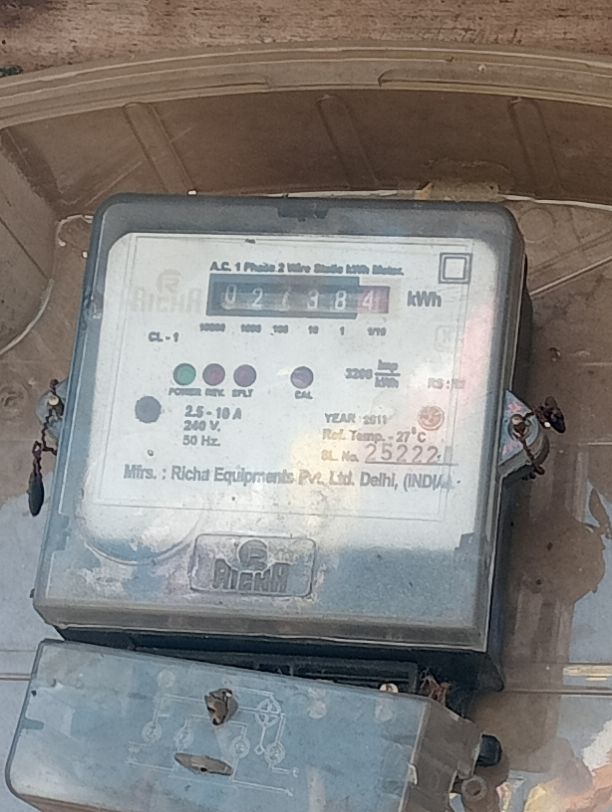 A.C. 1 Phase 2 Wire Static kWh Meter.
RICHA
027384 kWh
10000 1000 100 10 1 1/10
CL - 1
POWER REV. SPLT CAL
imp
kWh
2.5 - 10 A
240 V.
50 Hz.
YEAR 2011
Ref. Temp. - 27°C
SL. No. 25222
Mfrs. : Richa Equipments Pvt. Ltd. Delhi, (INDIA)
RICHA